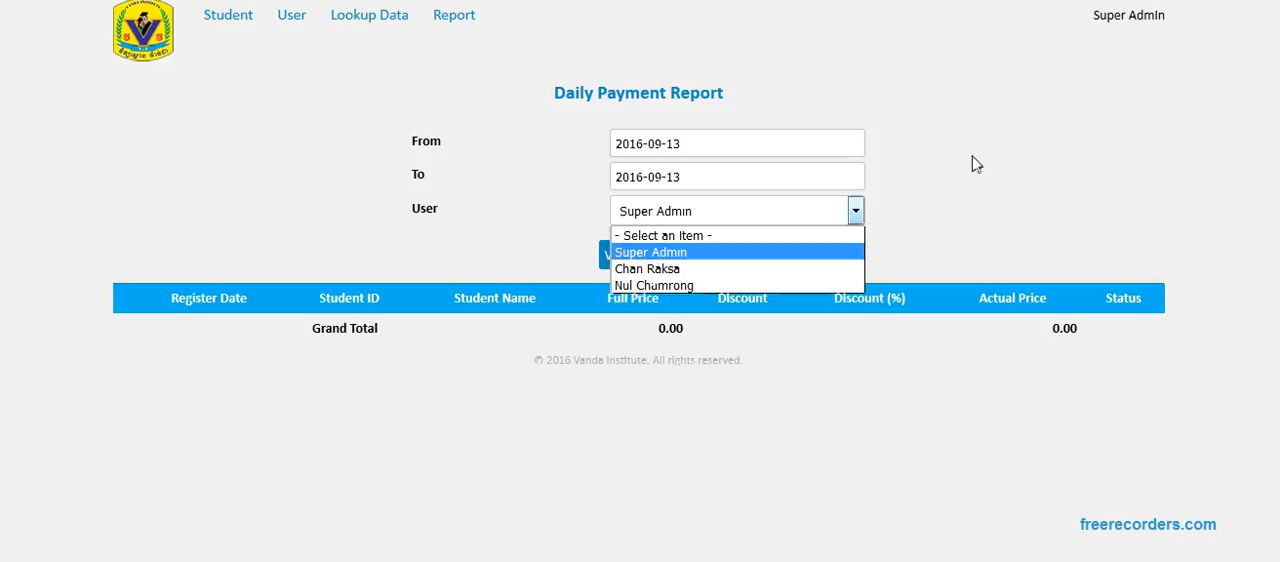 Student User Lookup Data Report Super Admin
Daily Payment Report
From 2016-09-13
To 2016-09-13
User Super Admin
- Select an Item -
Super Admin
Chan Raksa
Nul Chamrong
Register Date Student ID Student Name Full Price Discount Discount (%) Actual Price Status
Grand Total 0.00 0.00
© 2016 Vanda Institute. All rights reserved.
freerecorders.com